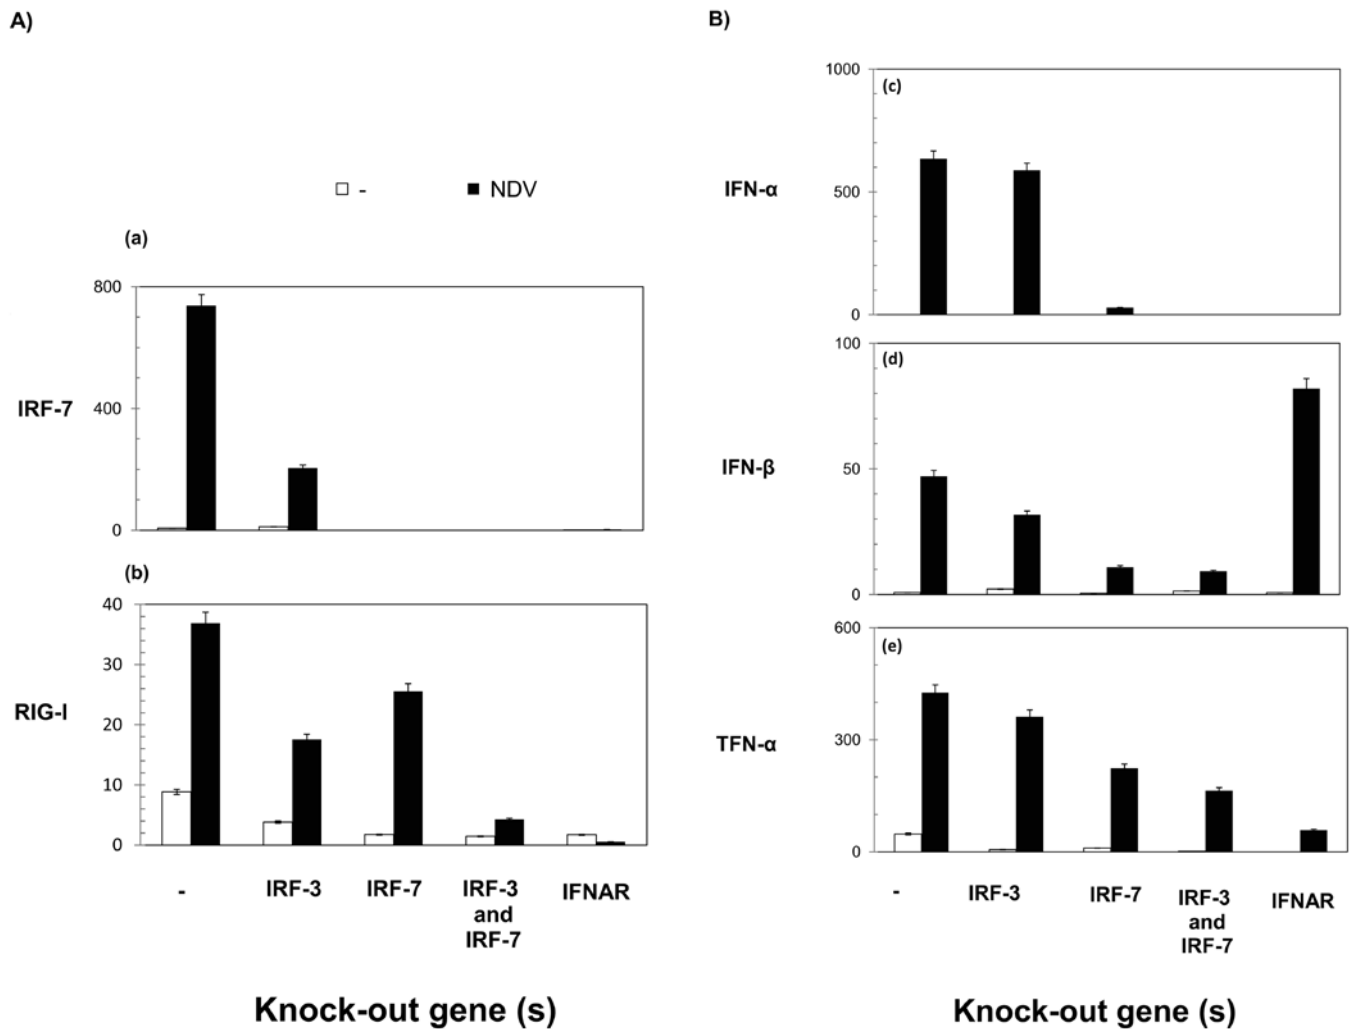 A)
- NDV
(a)
800
IRF-7 400
0
(b)
40
30
RIG-I 20
10
0
- IRF-3 IRF-7 IRF-3 IFNAR
and
IRF-7
Knock-out gene (s)
B)
1000
(c)
IFN-α 500
0
100
(d)
50
IFN-β
0
600
(e)
TFN-α 300
0
- IRF-3 IRF-7 IRF-3 IFNAR
and
IRF-7
Knock-out gene (s)